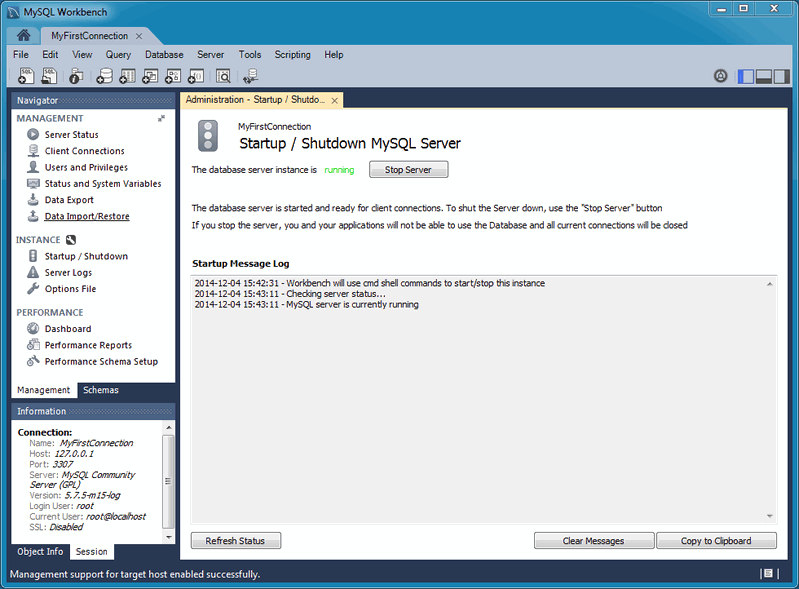 MySQL Workbench
MyFirstConnection
File Edit View Query Database Server Tools Scripting Help
Navigator
MANAGEMENT
Server Status
Client Connections
Users and Privileges
Status and System Variables
Data Export
Data Import/Restore
INSTANCE
Startup / Shutdown
Server Logs
Options File
PERFORMANCE
Dashboard
Performance Reports
Performance Schema Setup
Management Schemas
Information
Connection:
Name: MyFirstConnection
Host: 127.0.0.1
Port: 3307
Server: MySQL Community
Server (GPL)
Version: 5.7.5-m15-log
Login User: root
Current User: root@localhost
SSL: Disabled
Object Info Session
Administration - Startup / Shutdo...
MyFirstConnection
Startup / Shutdown MySQL Server
The database server instance is running Stop Server
The database server is started and ready for client connections. To shut the Server down, use the "Stop Server" button
If you stop the server, you and your applications will not be able to use the Database and all current connections will be closed
Startup Message Log
2014-12-04 15:42:31 - Workbench will use cmd shell commands to start/stop this instance
2014-12-04 15:43:11 - Checking server status...
2014-12-04 15:43:11 - MySQL server is currently running
Refresh Status Clear Messages Copy to Clipboard
Management support for target host enabled successfully.